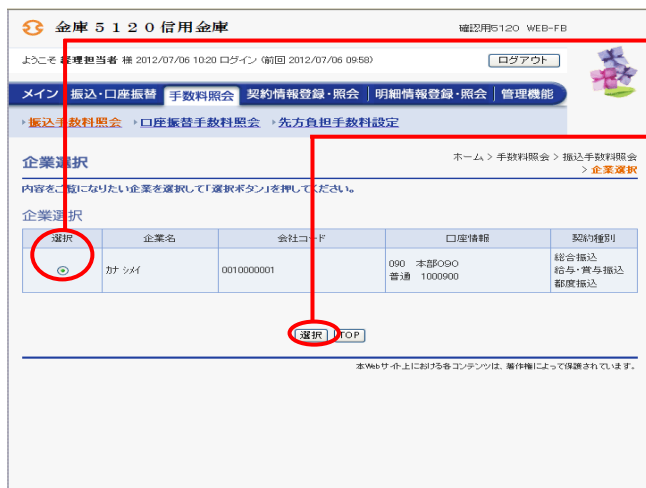 金庫５１２０信用金庫
確認用5120 WEB-FB
ようこそ 経理担当者 様 2012/07/06 10:20 ログイン (前回 2012/07/06 09:58)
ログアウト
メイン 振込・口座振替 手数料照会 契約情報登録・照会 明細情報登録・照会 管理機能
振込手数料照会 口座振替手数料照会 先方負担手数料設定
企業選択
ホーム > 手数料照会 > 振込手数料照会
> 企業選択
内容をご覧になりたい企業を選択して「選択ボタン」を押してください。
企業選択
選択 企業名 会社コード 口座情報 契約種別
カナ シメイ 0010000001 090 本部090 総合振込
普通 1000900 給与・賞与振込
都度振込
選択 TOP
本Webサイト上における各コンテンツは、著作権によって保護されています。